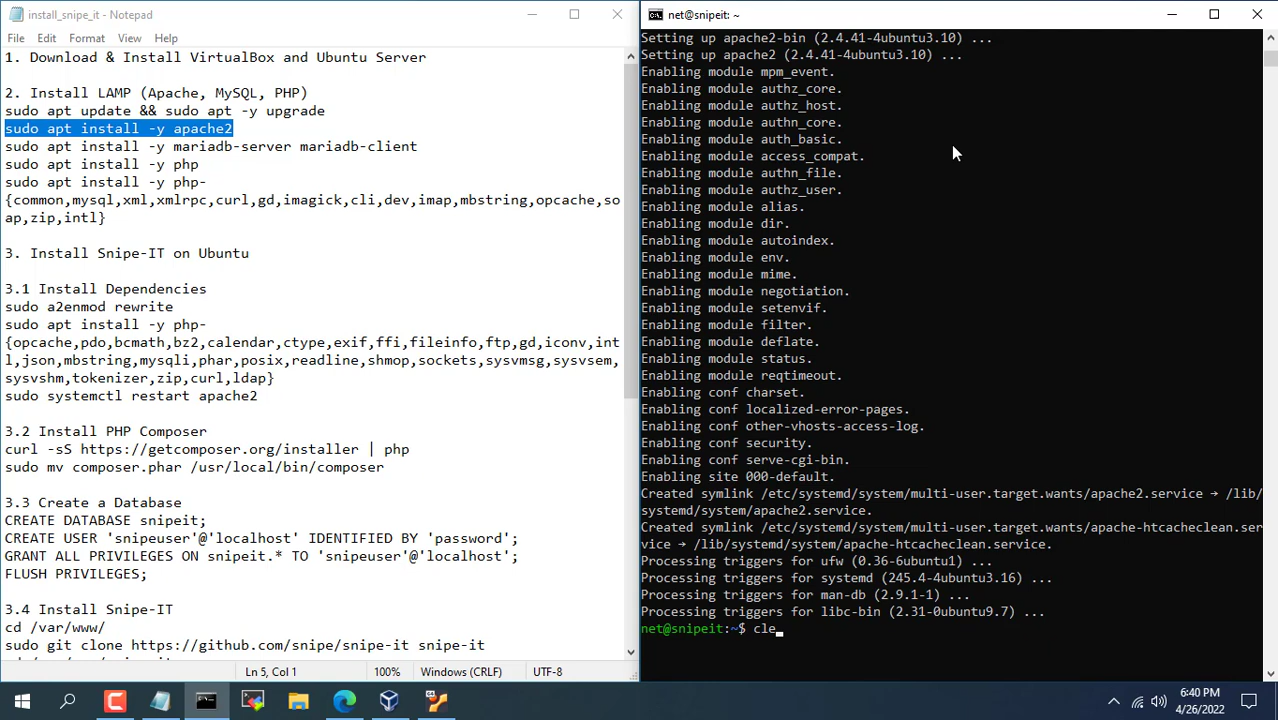 install_snipe_it - Notepad
File Edit Format View Help
1. Download & Install VirtualBox and Ubuntu Server
2. Install LAMP (Apache, MySQL, PHP)
sudo apt update && sudo apt -y upgrade
sudo apt install -y apache2
sudo apt install -y mariadb-server mariadb-client
sudo apt install -y php
sudo apt install -y php-
{common,mysql,xml,xmlrpc,curl,gd,imagick,cli,dev,imap,mbstring,opcache,so
ap,zip,intl}
3. Install Snipe-IT on Ubuntu
3.1 Install Dependencies
sudo a2enmod rewrite
sudo apt install -y php-
{opcache,pdo,bcmath,bz2,calendar,ctype,exif,ffi,fileinfo,ftp,gd,iconv,int
l,json,mbstring,mysqli,phar,posix,readline,shmop,sockets,sysvmsg,sysvsem,
sysvshm,tokenizer,zip,curl,ldap}
sudo systemctl restart apache2
3.2 Install PHP Composer
curl -sS https://getcomposer.org/installer | php
sudo mv composer.phar /usr/local/bin/composer
3.3 Create a Database
CREATE DATABASE snipeit;
CREATE USER 'snipeuser'@'localhost' IDENTIFIED BY 'password';
GRANT ALL PRIVILEGES ON snipeit.* TO 'snipeuser'@'localhost';
FLUSH PRIVILEGES;
3.4 Install Snipe-IT
cd /var/www/
sudo git clone https://github.com/snipe/snipe-it snipe-it
Ln 5, Col 1 100% Windows (CRLF) UTF-8
net@snipeit: ~
Setting up apache2-bin (2.4.41-4ubuntu3.10) ...
Setting up apache2 (2.4.41-4ubuntu3.10) ...
Enabling module mpm_event.
Enabling module authz_core.
Enabling module authz_host.
Enabling module authn_core.
Enabling module auth_basic.
Enabling module access_compat.
Enabling module authn_file.
Enabling module authz_user.
Enabling module alias.
Enabling module dir.
Enabling module autoindex.
Enabling module env.
Enabling module mime.
Enabling module negotiation.
Enabling module setenvif.
Enabling module filter.
Enabling module deflate.
Enabling module status.
Enabling module reqtimeout.
Enabling conf charset.
Enabling conf localized-error-pages.
Enabling conf other-vhosts-access-log.
Enabling conf security.
Enabling conf serve-cgi-bin.
Enabling site 000-default.
Created symlink /etc/systemd/system/multi-user.target.wants/apache2.service → /lib/
systemd/system/apache2.service.
Created symlink /etc/systemd/system/multi-user.target.wants/apache-htcacheclean.ser
vice → /lib/systemd/system/apache-htcacheclean.service.
Processing triggers for ufw (0.36-6ubuntu1) ...
Processing triggers for systemd (245.4-4ubuntu3.16) ...
Processing triggers for man-db (2.9.1-1) ...
Processing triggers for libc-bin (2.31-0ubuntu9.7) ...
net@snipeit:~$ cle
6:40 PM
4/26/2022